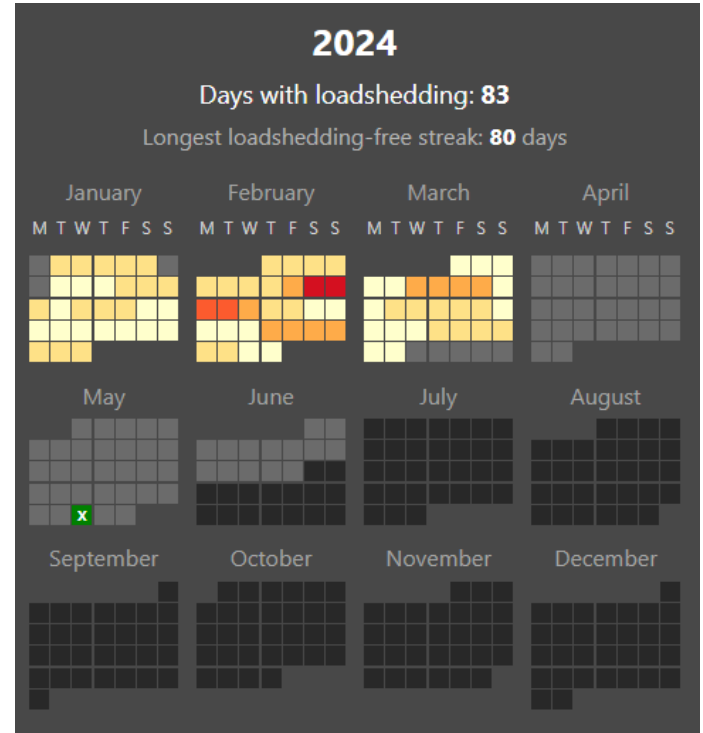 2024
Days with loadshedding: 83
Longest loadshedding-free streak: 80 days
January February March April
M T W T F S S M T W T F S S M T W T F S S M T W T F S S
May June July August
x
September October November December